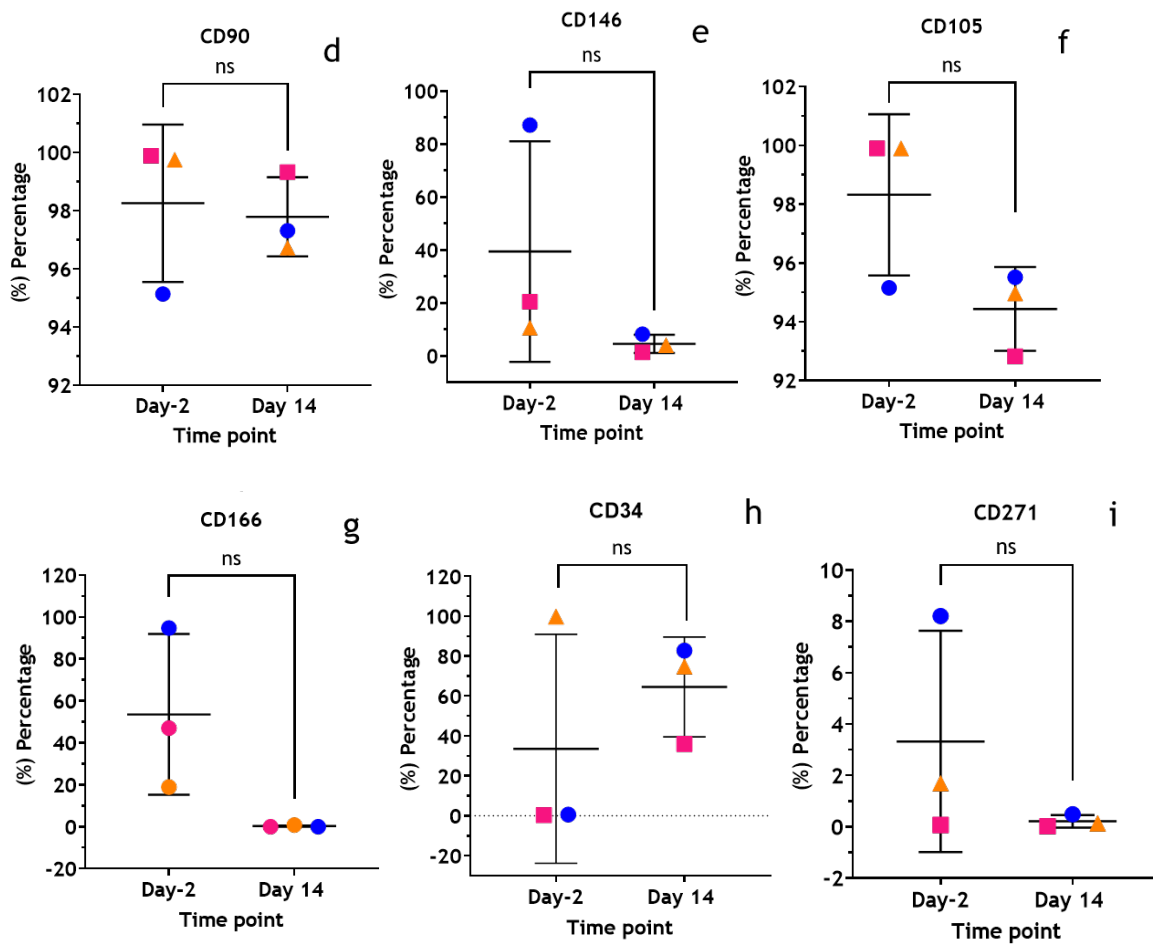 CD90
d
ns
102
100
98
96
94
92
(%) Percentage
Day-2
Day 14
Time point
CD146
e
ns
100
80
60
40
20
0
(%) Percentage
Day-2
Day 14
Time point
CD105
f
ns
102
100
98
96
94
92
(%) Percentage
Day-2
Day 14
Time point
CD166
g
ns
120
100
80
60
40
20
0
-20
(%) Percentage
Day-2
Day 14
Time point
CD34
h
ns
120
100
80
60
40
20
0
-20
(%) Percentage
Day-2
Day 14
Time point
CD271
i
ns
10
8
6
4
2
0
-2
(%) Percentage
Day-2
Day 14
Time point